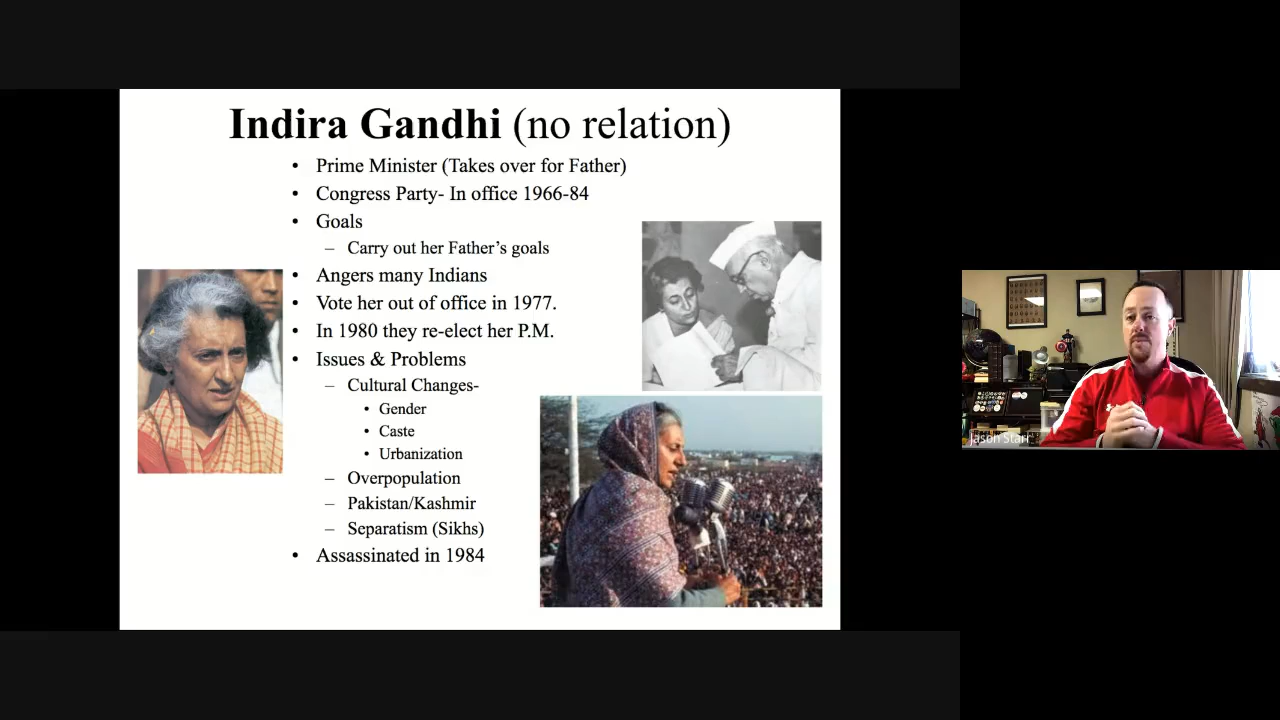 Indira Gandhi (no relation)
• Prime Minister (Takes over for Father)
• Congress Party- In office 1966-84
• Goals
– Carry out her Father’s goals
• Angers many Indians
• Vote her out of office in 1977.
• In 1980 they re-elect her P.M.
• Issues & Problems
– Cultural Changes-
• Gender
• Caste
• Urbanization
– Overpopulation
– Pakistan/Kashmir
– Separatism (Sikhs)
• Assassinated in 1984
Jason Starr